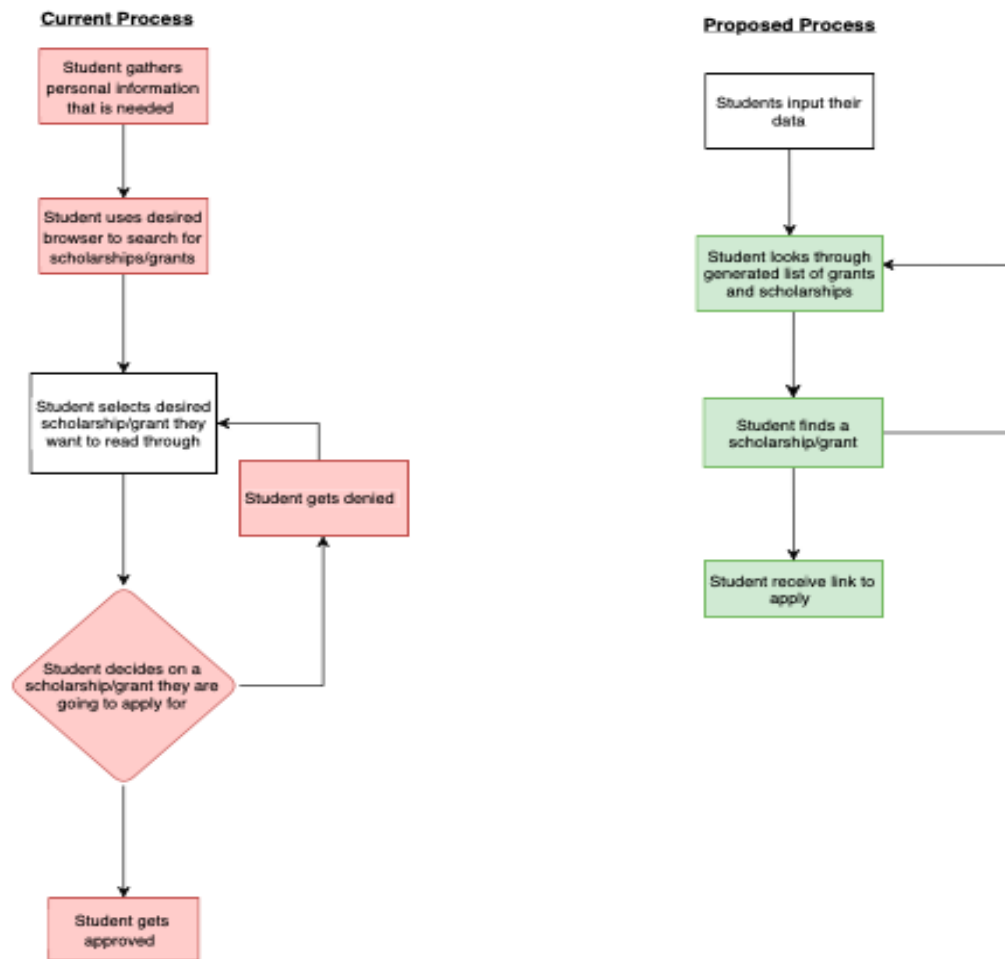 Current Process
Student gathers
personal information
that is needed
Student uses desired
browser to search for
scholarships/grants
Student selects desired
scholarship/grant they
want to read through
Student gets denied
Student decides on a
scholarship/grant they are
going to apply for
Student gets
approved
Proposed Process
Students input their
data
Student looks through
generated list of grants
and scholarships
Student finds a
scholarship/grant
Student receive link to
apply